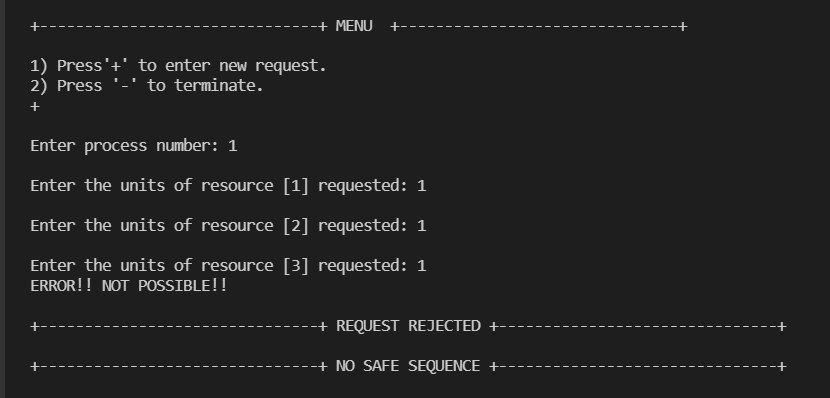 +-------------------------------+ MENU  +-------------------------------+
1) Press'+' to enter new request.
2) Press '-' to terminate.
+
Enter process number: 1
Enter the units of resource [1] requested: 1
Enter the units of resource [2] requested: 1
Enter the units of resource [3] requested: 1
ERROR!! NOT POSSIBLE!!
+-------------------------------+ REQUEST REJECTED +-------------------------------+
+-------------------------------+ NO SAFE SEQUENCE +-------------------------------+